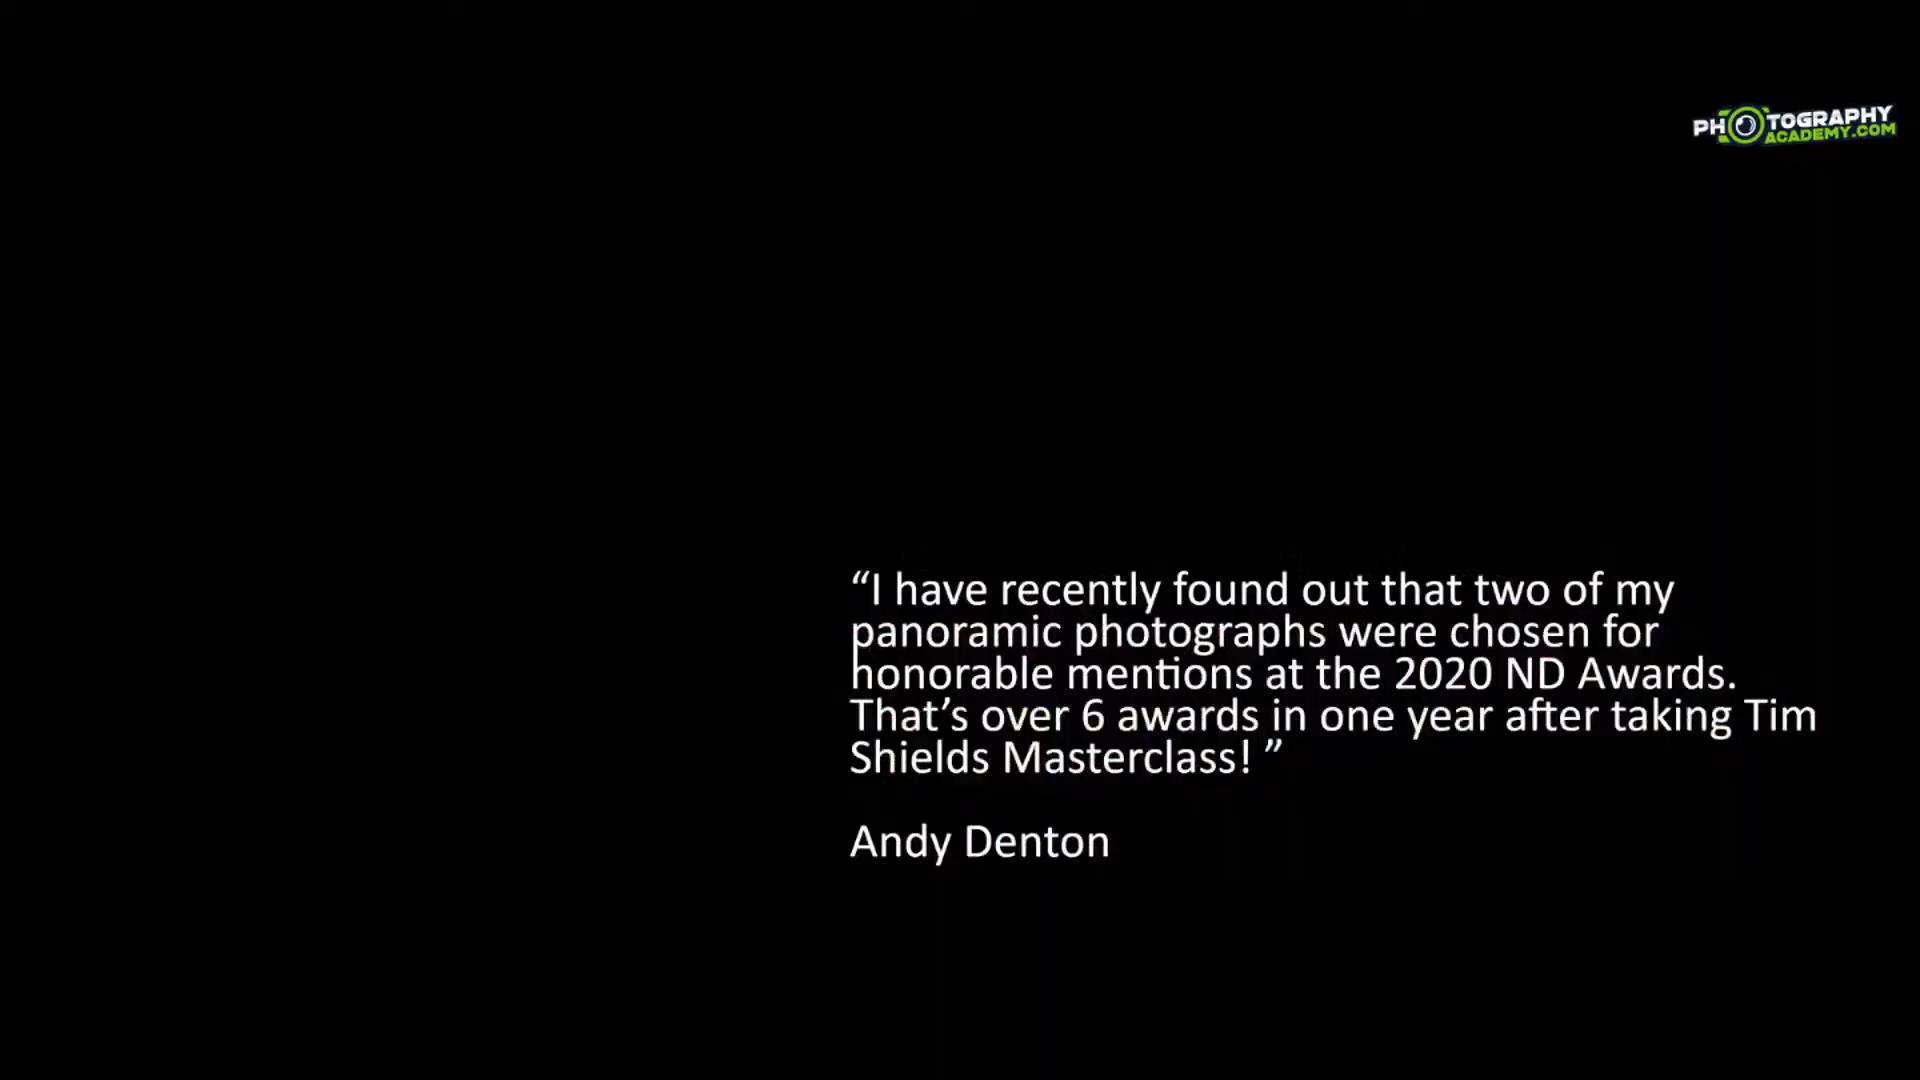 PHOTOGRAPHY
ACADEMY.COM
“I have recently found out that two of my
panoramic photographs were chosen for
honorable mentions at the 2020 ND Awards.
That’s over 6 awards in one year after taking Tim
Shields Masterclass! ”
Andy Denton